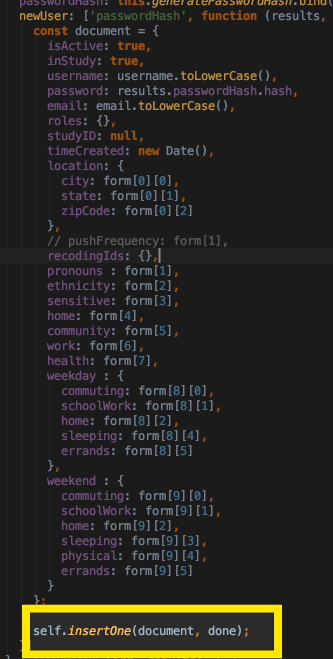 passwordHash: this.generatePasswordHash.bind(
newUser: ['passwordHash', function (results,
const document = {
isActive: true,
inStudy: true,
username: username.toLowerCase(),
password: results.passwordHash.hash,
email: email.toLowerCase(),
roles: {},
studyID: null,
timeCreated: new Date(),
location: {
city: form[0][0],
state: form[0][1],
zipCode: form[0][2]
},
// pushFrequency: form[1],
recodingIds: {},
pronouns : form[1],
ethnicity: form[2],
sensitive: form[3],
home: form[4],
community: form[5],
work: form[6],
health: form[7],
weekday : {
commuting: form[8][0],
schoolWork: form[8][1],
home: form[8][2],
sleeping: form[8][4],
errands: form[8][5]
},
weekend : {
commuting: form[9][0],
schoolWork: form[9][1],
home: form[9][2],
sleeping: form[9][3],
physical: form[9][4],
errands: form[9][5]
}
};
self.insertOne(document, done);